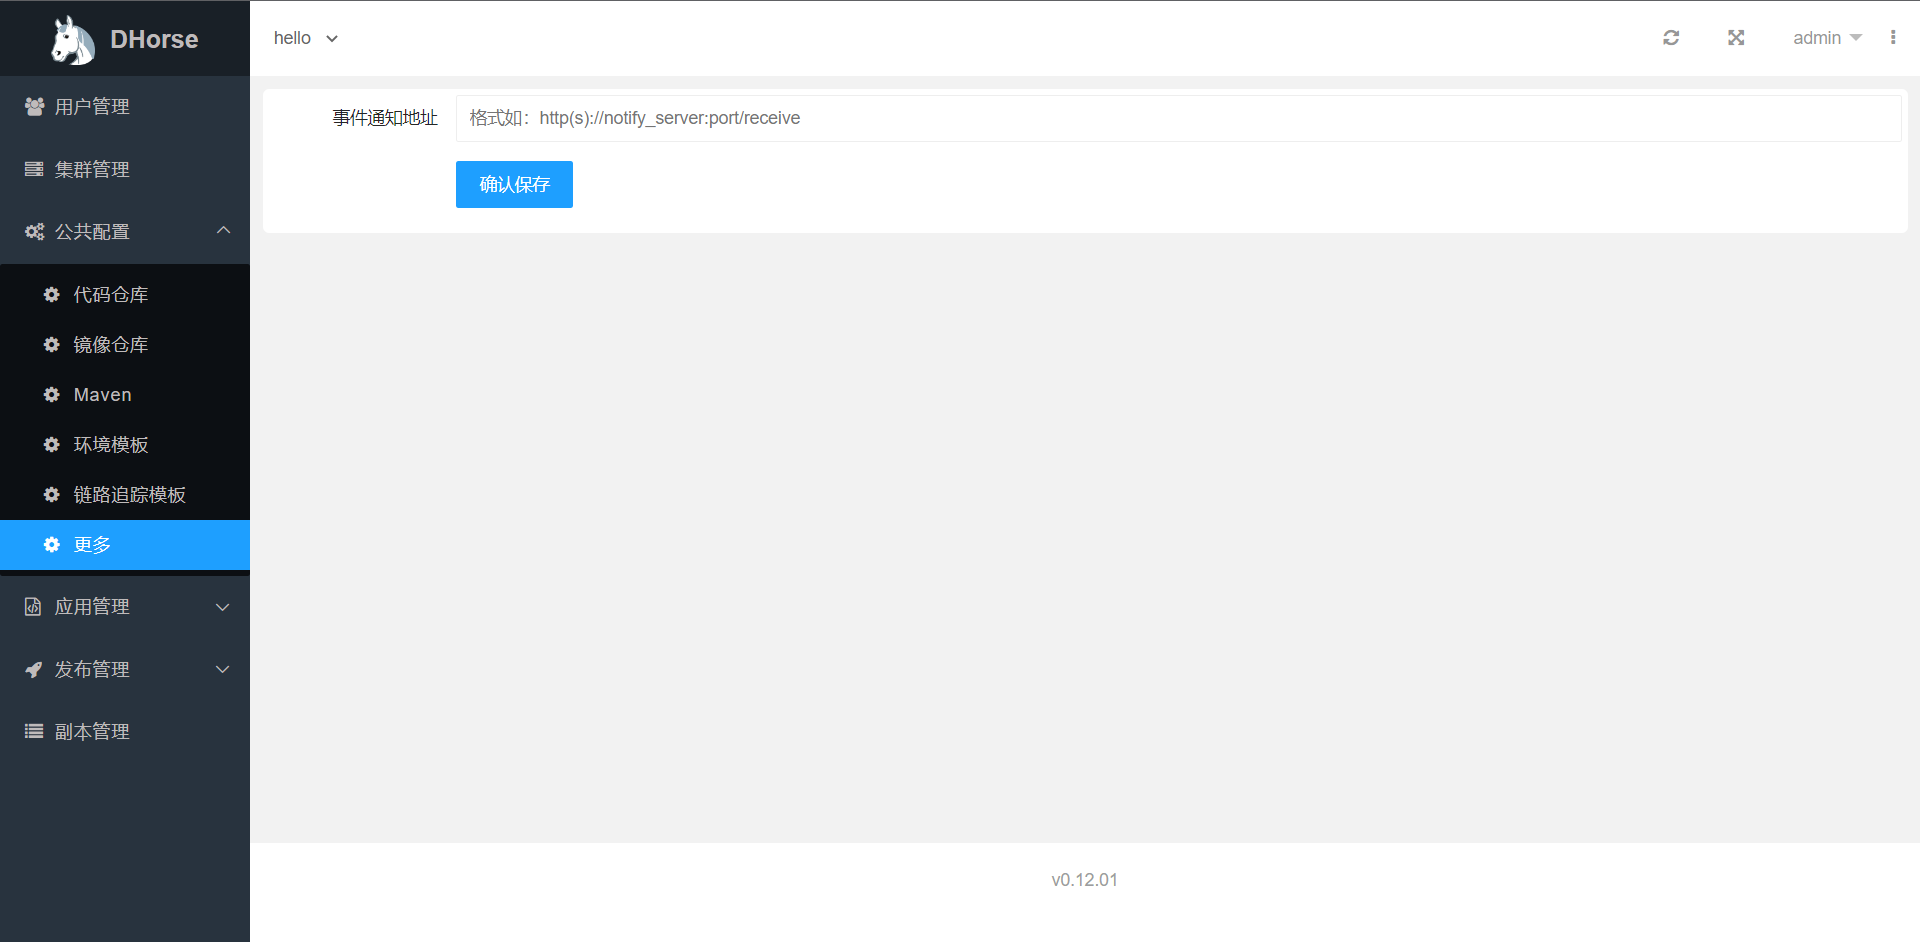 DHorse
hello
admin
用户管理
集群管理
公共配置
代码仓库
镜像仓库
Maven
环境模板
链路追踪模板
更多
应用管理
发布管理
副本管理
事件通知地址
格式如：http(s)://notify_server:port/receive
确认保存
v0.12.01